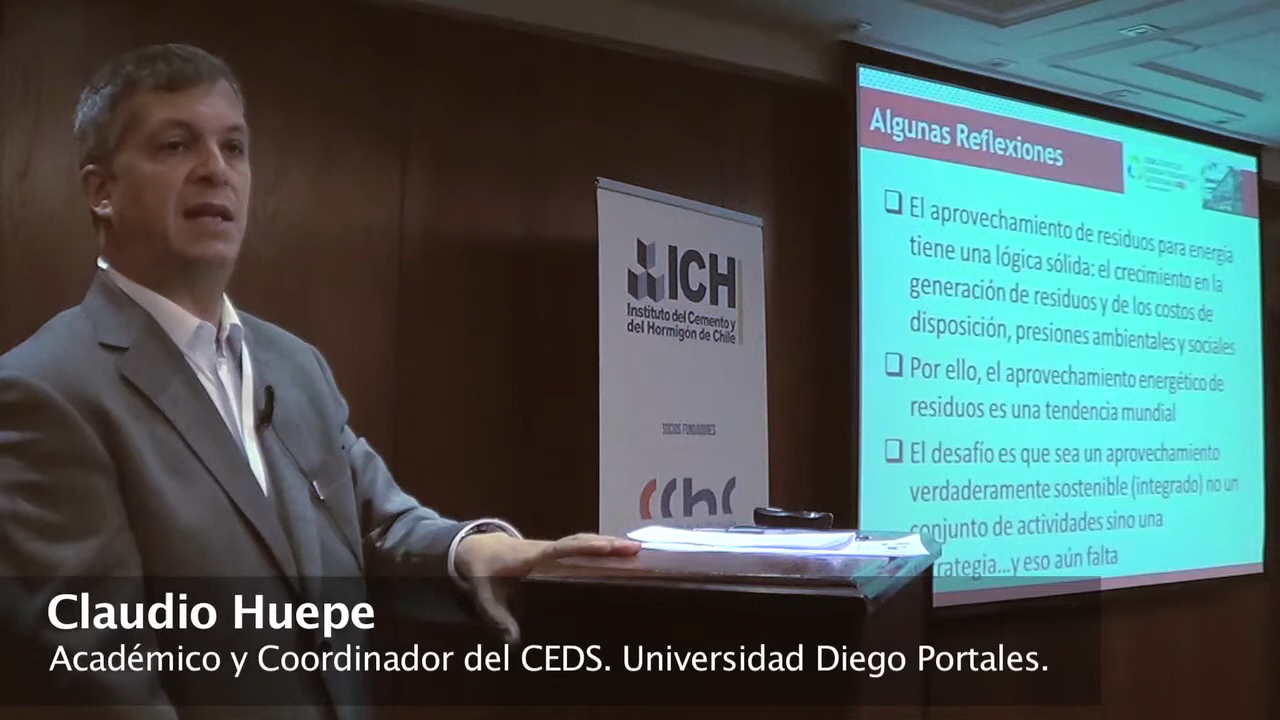 Algunas Reflexiones
El aprovechamiento de residuos para energía
tiene una lógica sólida: el crecimiento en la
generación de residuos y de los costos de
disposición, presiones ambientales y sociales
Por ello, el aprovechamiento energético de
residuos es una tendencia mundial
El desafío es que sea un aprovechamiento
verdaderamente sostenible (integrado) no un
conjunto de actividades sino una
rategia...y eso aún falta
ICH
Instituto del Cemento y
del Hormigón de Chile
SOCIOS FUNDADORES
cchc
Claudio Huepe
Académico y Coordinador del CEDS. Universidad Diego Portales.